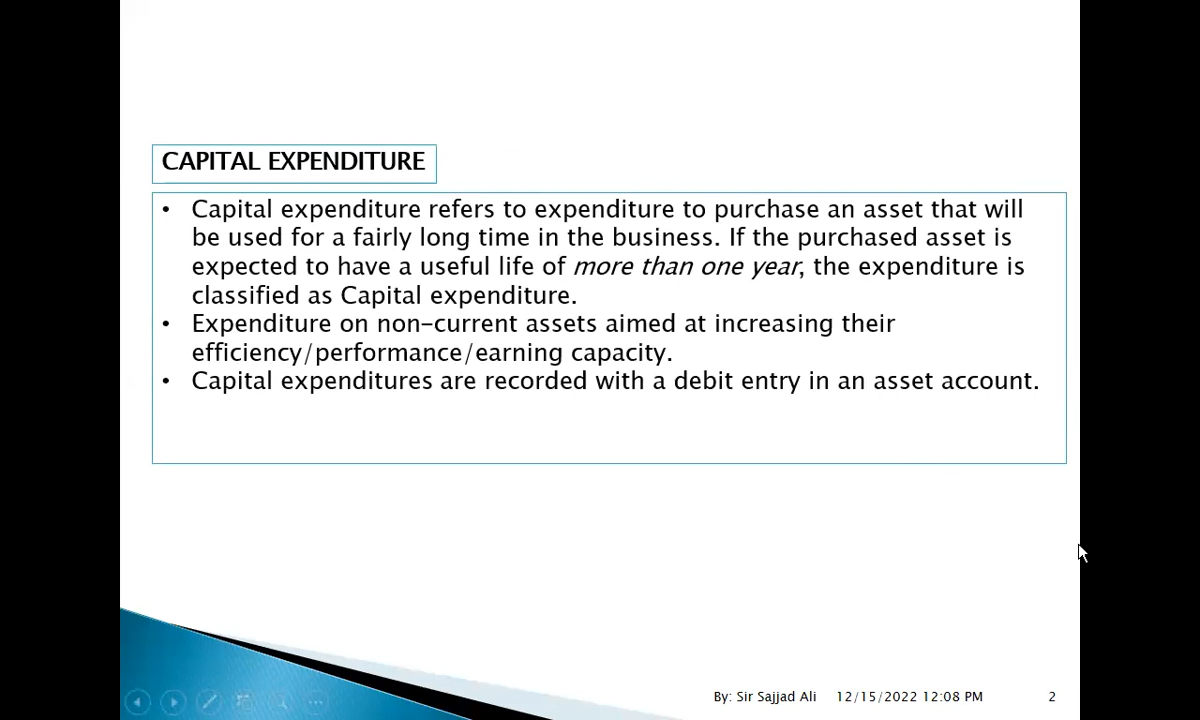 CAPITAL EXPENDITURE
• Capital expenditure refers to expenditure to purchase an asset that will
be used for a fairly long time in the business. If the purchased asset is
expected to have a useful life of more than one year, the expenditure is
classified as Capital expenditure.
• Expenditure on non-current assets aimed at increasing their
efficiency/performance/earning capacity.
• Capital expenditures are recorded with a debit entry in an asset account.
By: Sir Sajjad Ali 12/15/2022 12:08 PM 2